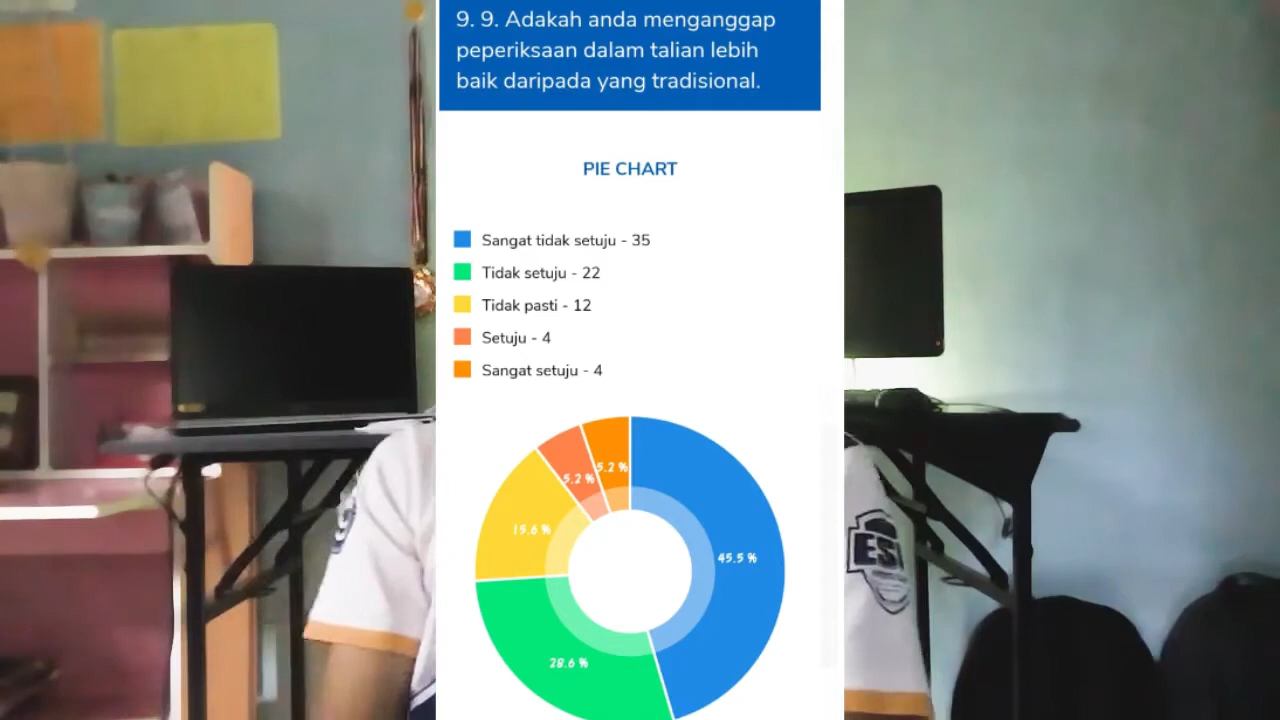 9. 9. Adakah anda menganggap
peperiksaan dalam talian lebih
baik daripada yang tradisional.
PIE CHART
Sangat tidak setuju - 35
Tidak setuju - 22
Tidak pasti - 12
Setuju - 4
Sangat setuju - 4
5.2 %
5.2 %
15.6 %
45.5 %
28.6 %
ES